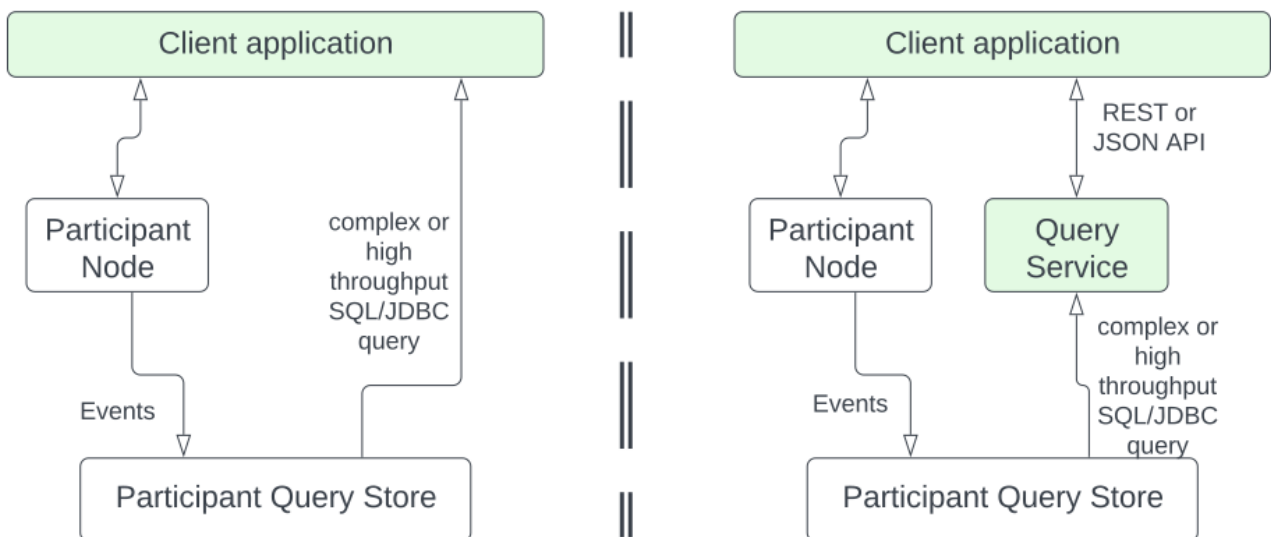 Client application
Participant
Node
complex or
high
throughput
SQL/JDBC
query
Events
Participant Query Store
Client application
REST or
JSON API
Participant
Node
Query
Service
complex or
high
throughput
SQL/JDBC
query
Events
Participant Query Store